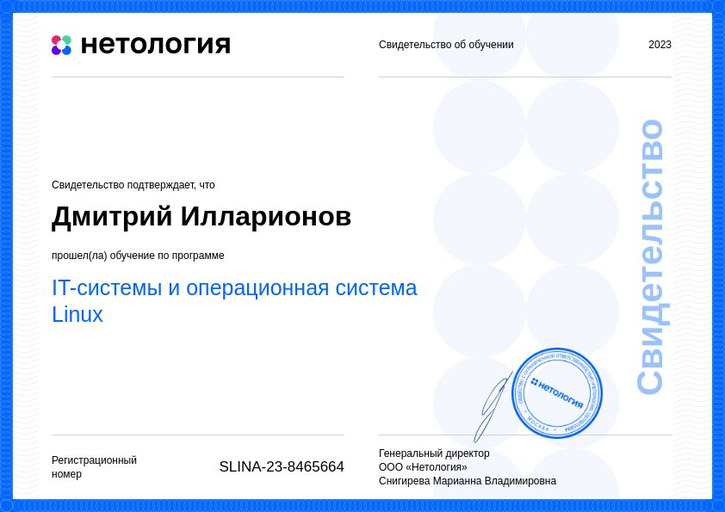 нетология
Свидетельство об обучении
2023
Свидетельство подтверждает, что
Дмитрий Илларионов
прошел(ла) обучение по программе
IT-системы и операционная система
Linux
Свидетельство
нетология
МОСКВА
Регистрационный
номер
SLINA-23-8465664
Генеральный директор
ООО «Нетология»
Снигирева Марианна Владимировна